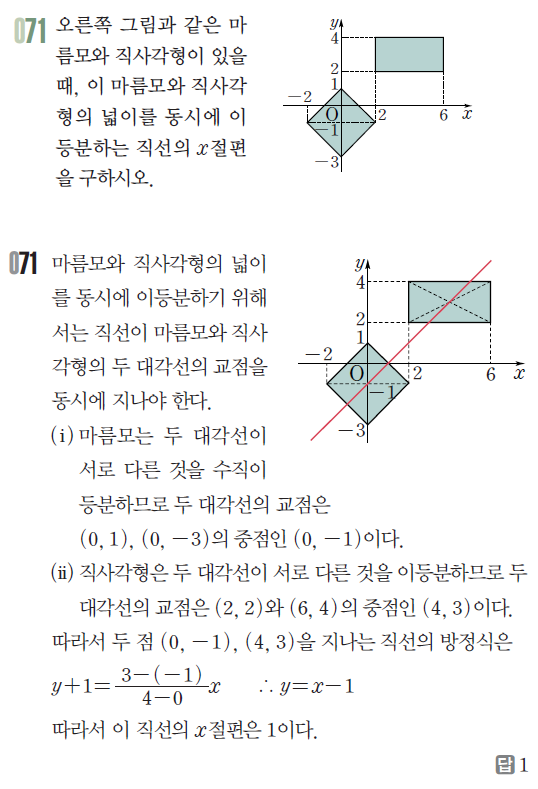 071 오른쪽 그림과 같은 마
름모와 직사각형이 있을
때, 이 마름모와 직사각
형의 넓이를 동시에 이
등분하는 직선의 x절편
을 구하시오.
y
4
2
1
-2
O
-1
2
6
x
-3
071 마름모와 직사각형의 넓이
를 동시에 이등분하기 위해
서는 직선이 마름모와 직사
각형의 두 대각선의 교점을
동시에 지나야 한다.
(ⅰ) 마름모는 두 대각선이
서로 다른 것을 수직이
등분하므로 두 대각선의 교점은
(0, 1), (0, -3)의 중점인 (0, -1)이다.
y
4
2
1
-2
O
-1
2
6
x
-3
(ⅱ) 직사각형은 두 대각선이 서로 다른 것을 이등분하므로 두
대각선의 교점은 (2, 2)와 (6, 4)의 중점인 (4, 3)이다.
따라서 두 점 (0, -1), (4, 3)을 지나는 직선의 방정식은
y+1=\frac{3-(-1)}{4-0}x ∴ y=x-1
따라서 이 직선의 x절편은 1이다.
답 1